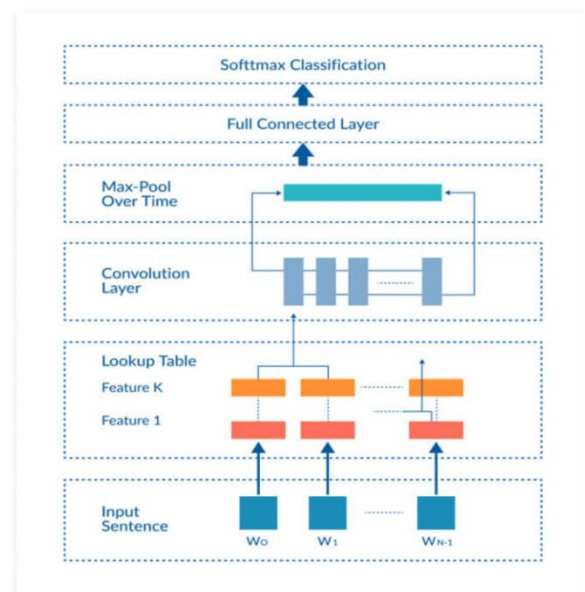 Softtmax Classification
Full Connected Layer
Max-Pool
Over Time
Convolution
Layer
Lookup Table
Feature K
Feature 1
Input
Sentence
W0 W1 WN-1